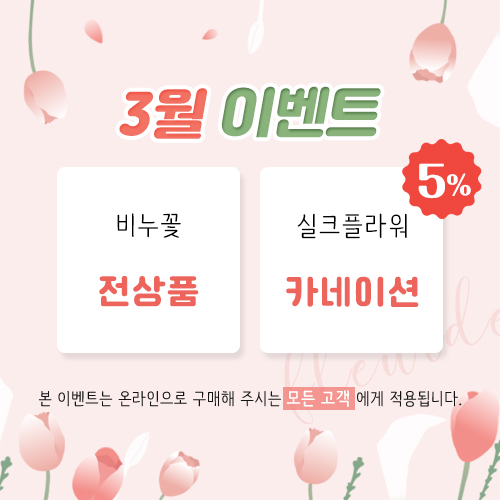 3월 이벤트
5%
비누꽃
전상품
실크플라워
카네이션
본 이벤트는 온라인으로 구매해 주시는 모든 고객 에게 적용됩니다.